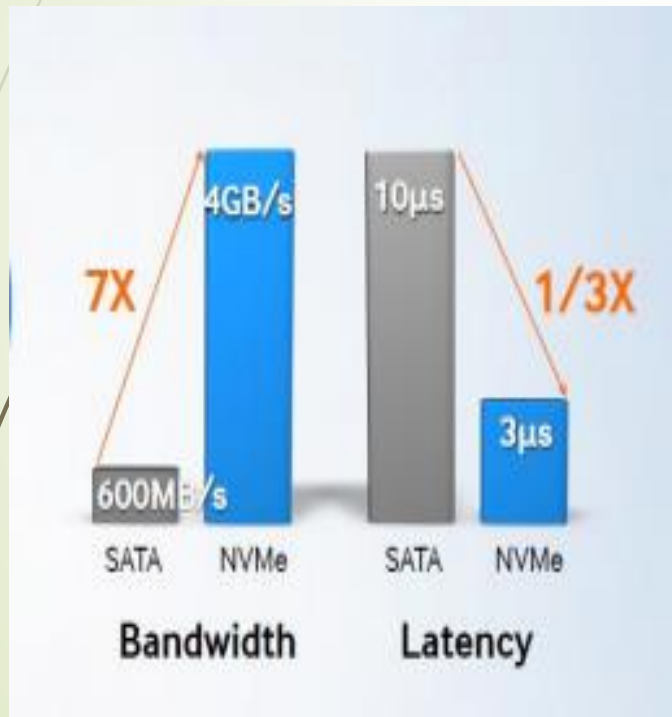 4GB/s
10µs
7X
1/3X
3µs
600MB/s
SATA NVMe SATA NVMe
Bandwidth Latency